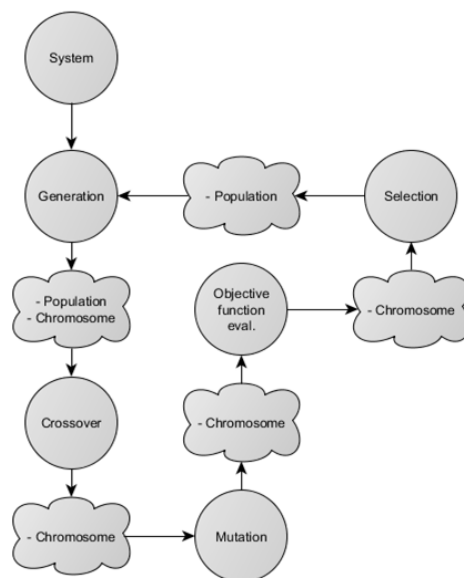 System
Generation
- Population
Selection
- Population
- Chromosome
Objective
function
eval.
- Chromosome
Crossover
- Chromosome
- Chromosome
Mutation